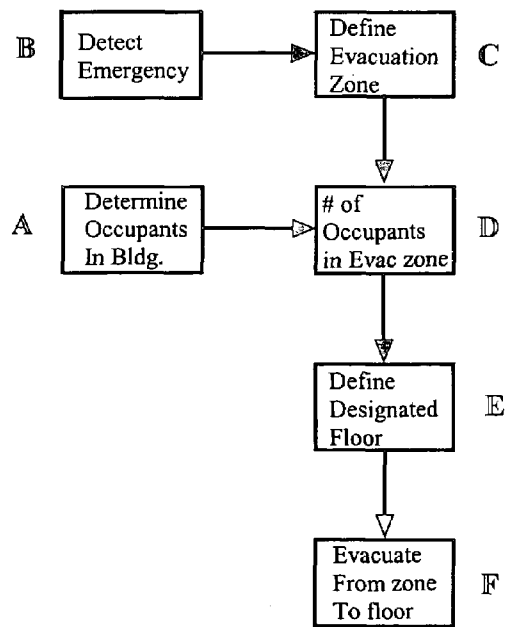 B
Detect
Emergency
Define
Evacuation
Zone
C
A
Determine
Occupants
In Bldg.
# of
Occupants
in Evac zone
D
Define
Designated
Floor
E
Evacuate
From zone
To floor
F